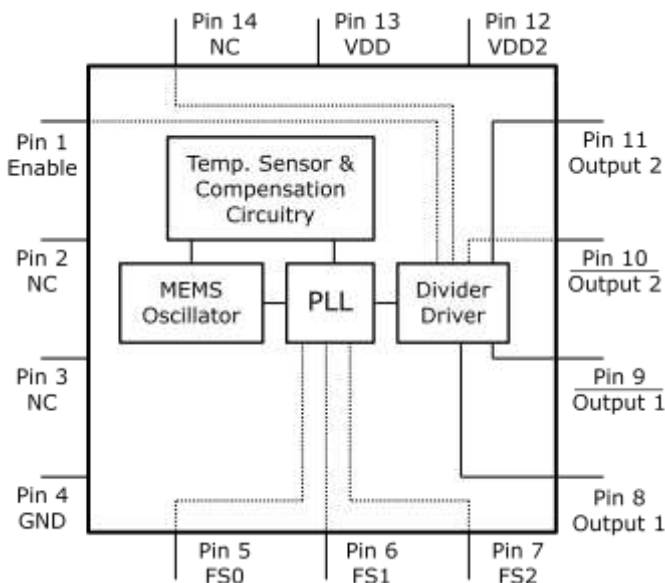 Pin 14
NC
Pin 13
VDD
Pin 12
VDD2
Pin 1
Enable
Pin 11
Output 2
Temp. Sensor &
Compensation
Circuitry
Pin 2
NC
Pin 10
Output 2
MEMS
Oscillator
PLL
Divider
Driver
Pin 3
NC
Pin 9
Output 1
Pin 4
GND
Pin 8
Output 1
Pin 5
FS0
Pin 6
FS1
Pin 7
FS2